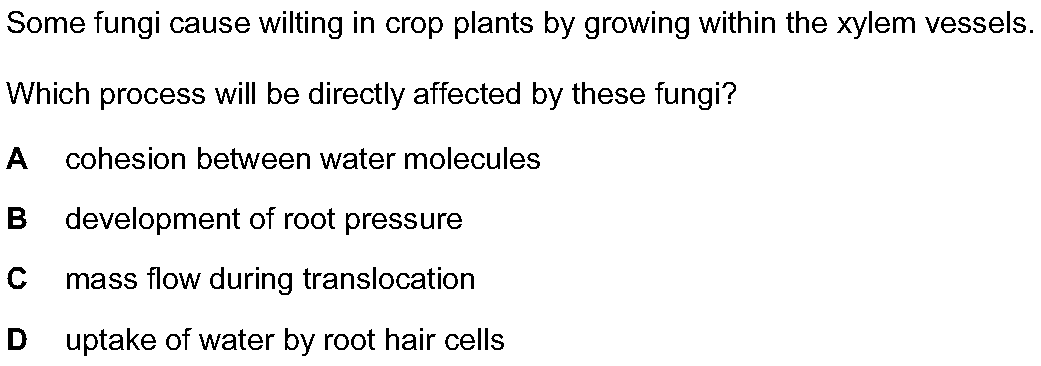 Some fungi cause wilting in crop plants by growing within the xylem vessels.
Which process will be directly affected by these fungi?
A cohesion between water molecules
B development of root pressure
C mass flow during translocation
D uptake of water by root hair cells